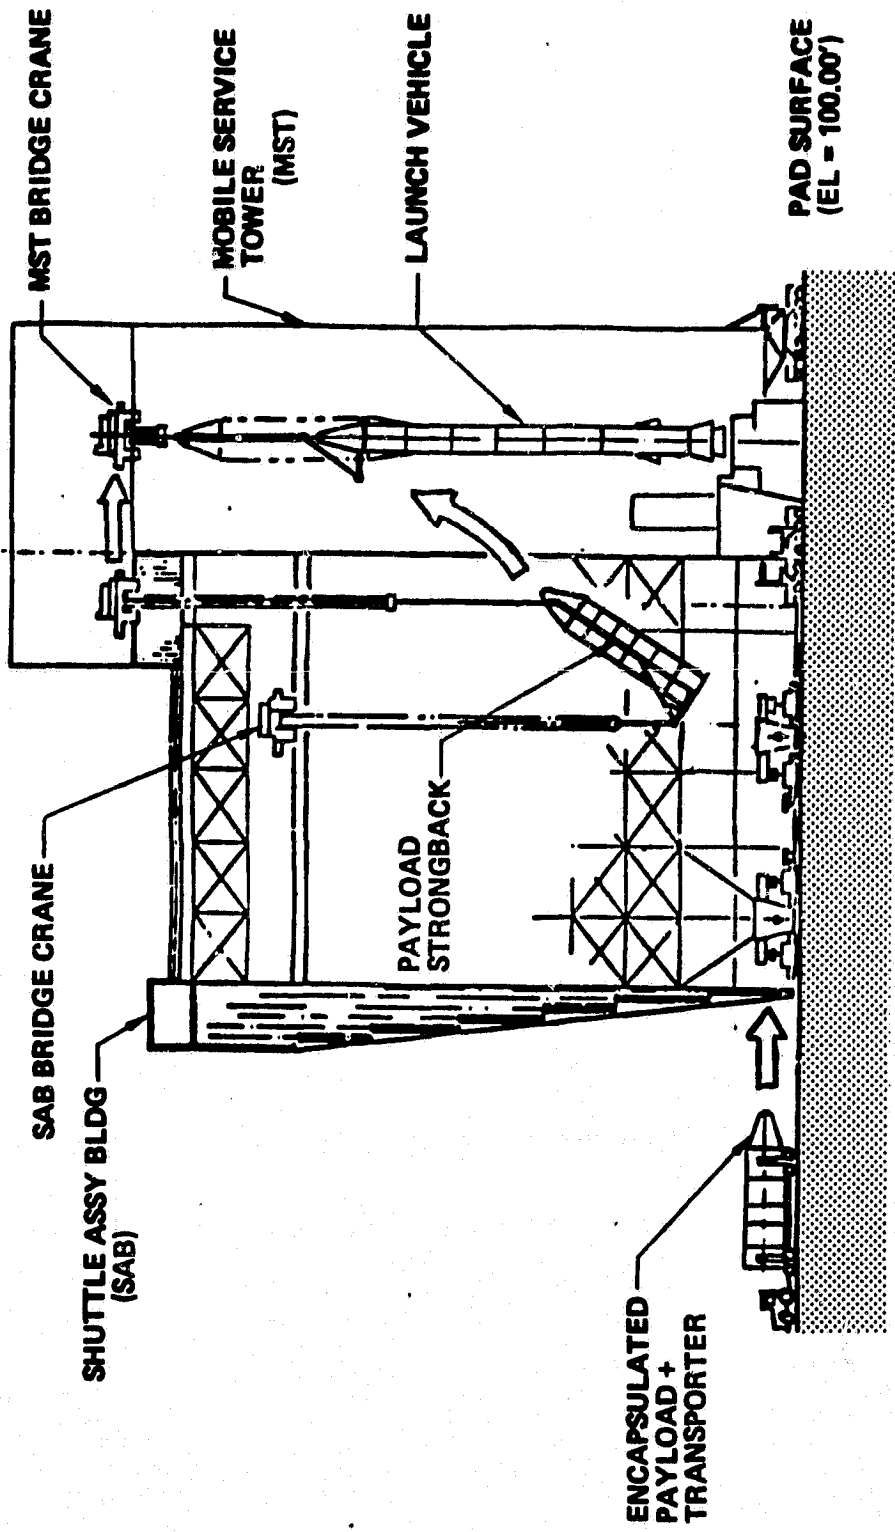 MST BRIDGE CRANE
MOBILE SERVICE
TOWER
(MST)
LAUNCH VEHICLE
PAD SURFACE
(EL = 100.00')
SAB BRIDGE CRANE
SHUTTLE ASSY BLDG
(SAB)
PAYLOAD
STRONGBACK
ENCAPSULATED
PAYLOAD +
TRANSPORTER